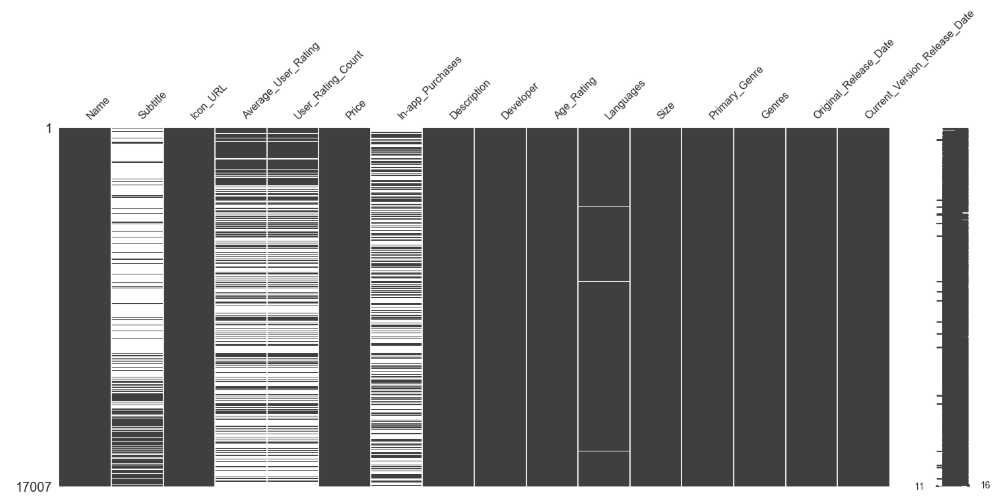 Name
Subtitle
Icon_URL
Average_User_Rating
User_Rating_Count
Price
In-app_Purchases
Description
Developer
Age_Rating
Languages
Size
Primary_Genre
Genres
Original_Release_Date
Current_Version_Release_Date
1
17007
11
16